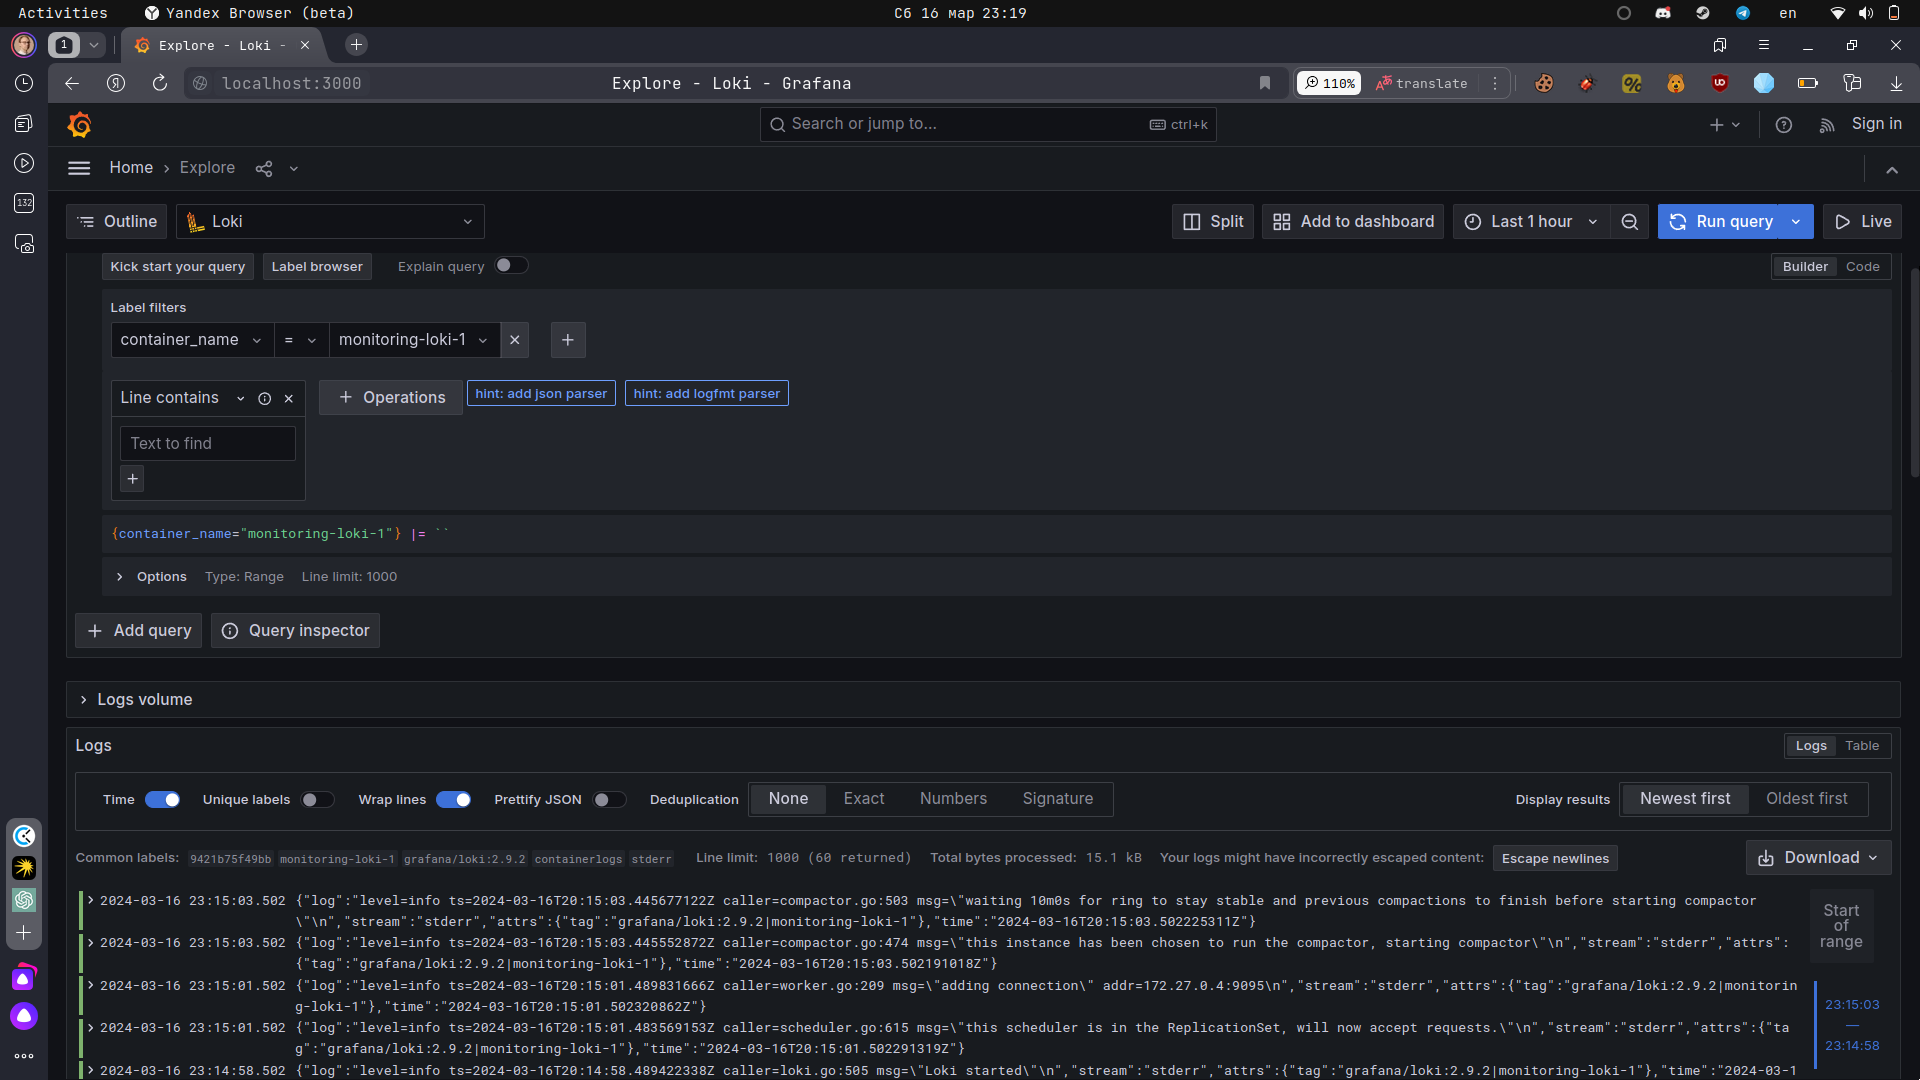 Activities
Yandex Browser (beta)
Сб 16 мар 23:19
en
1
Explore - Loki -
localhost:3000
Explore - Loki - Grafana
110%
translate
132
Search or jump to...
ctrl+k
Sign in
Home › Explore
Outline
Loki
Split
Add to dashboard
Last 1 hour
Run query
Live
Kick start your query
Label browser
Explain query
Builder
Code
Label filters
container_name
=
monitoring-loki-1
Line contains
Operations
hint: add json parser
hint: add logfmt parser
Text to find
{container_name="monitoring-loki-1"} |= ``
Options
Type: Range
Line limit: 1000
Add query
Query inspector
Logs volume
Logs
Logs
Table
Time
Unique labels
Wrap lines
Prettify JSON
Deduplication
None
Exact
Numbers
Signature
Display results
Newest first
Oldest first
Common labels: 9421b75f49bb monitoring-loki-1 grafana/loki:2.9.2 containerlogs stderr
Line limit: 1000 (60 returned)
Total bytes processed: 15.1 kB
Your logs might have incorrectly escaped content:
Escape newlines
Download
2024-03-16 23:15:03.502 {"log":"level=info ts=2024-03-16T20:15:03.445677122Z caller=compactor.go:503 msg=\"waiting 10m0s for ring to stay stable and previous compactions to finish before starting compactor
\"\n","stream":"stderr","attrs":{"tag":"grafana/loki:2.9.2|monitoring-loki-1"},"time":"2024-03-16T20:15:03.502225311Z"}
2024-03-16 23:15:03.502 {"log":"level=info ts=2024-03-16T20:15:03.445552872Z caller=compactor.go:474 msg=\"this instance has been chosen to run the compactor, starting compactor\"\n","stream":"stderr","attrs":
{"tag":"grafana/loki:2.9.2|monitoring-loki-1"},"time":"2024-03-16T20:15:03.502191018Z"}
2024-03-16 23:15:01.502 {"log":"level=info ts=2024-03-16T20:15:01.489831666Z caller=worker.go:209 msg=\"adding connection\" addr=172.27.0.4:9095\n","stream":"stderr","attrs":{"tag":"grafana/loki:2.9.2|monitorin
g-loki-1"},"time":"2024-03-16T20:15:01.502320862Z"}
2024-03-16 23:15:01.502 {"log":"level=info ts=2024-03-16T20:15:01.483569153Z caller=scheduler.go:615 msg=\"this scheduler is in the ReplicationSet, will now accept requests.\"\n","stream":"stderr","attrs":{"ta
g":"grafana/loki:2.9.2|monitoring-loki-1"},"time":"2024-03-16T20:15:01.502291319Z"}
2024-03-16 23:14:58.502 {"log":"level=info ts=2024-03-16T20:14:58.489422338Z caller=loki.go:505 msg=\"Loki started\"\n","stream":"stderr","attrs":{"tag":"grafana/loki:2.9.2|monitoring-loki-1"},"time":"2024-03-1
Start
of
range
23:15:03
—
23:14:58